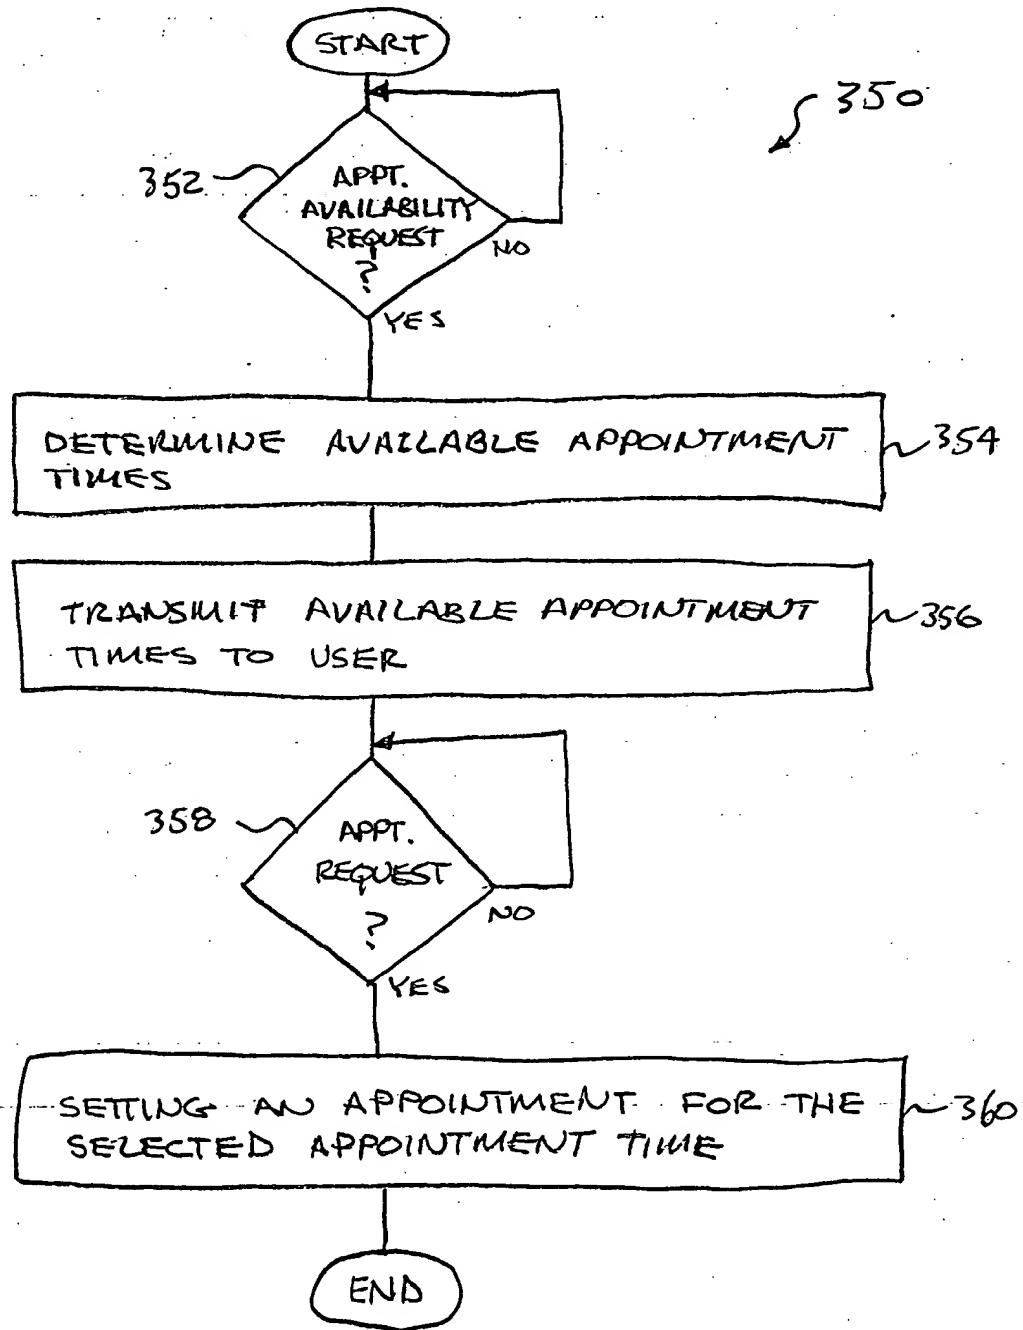 START
350
352
APPT.
AVAILABILITY
REQUEST
?
NO
YES
DETERMINE AVAILABLE APPOINTMENT
TIMES
354
TRANSMIT AVAILABLE APPOINTMENT
TIMES TO USER
356
358
APPT.
REQUEST
?
NO
YES
SETTING AN APPOINTMENT FOR THE
SELECTED APPOINTMENT TIME
360
END